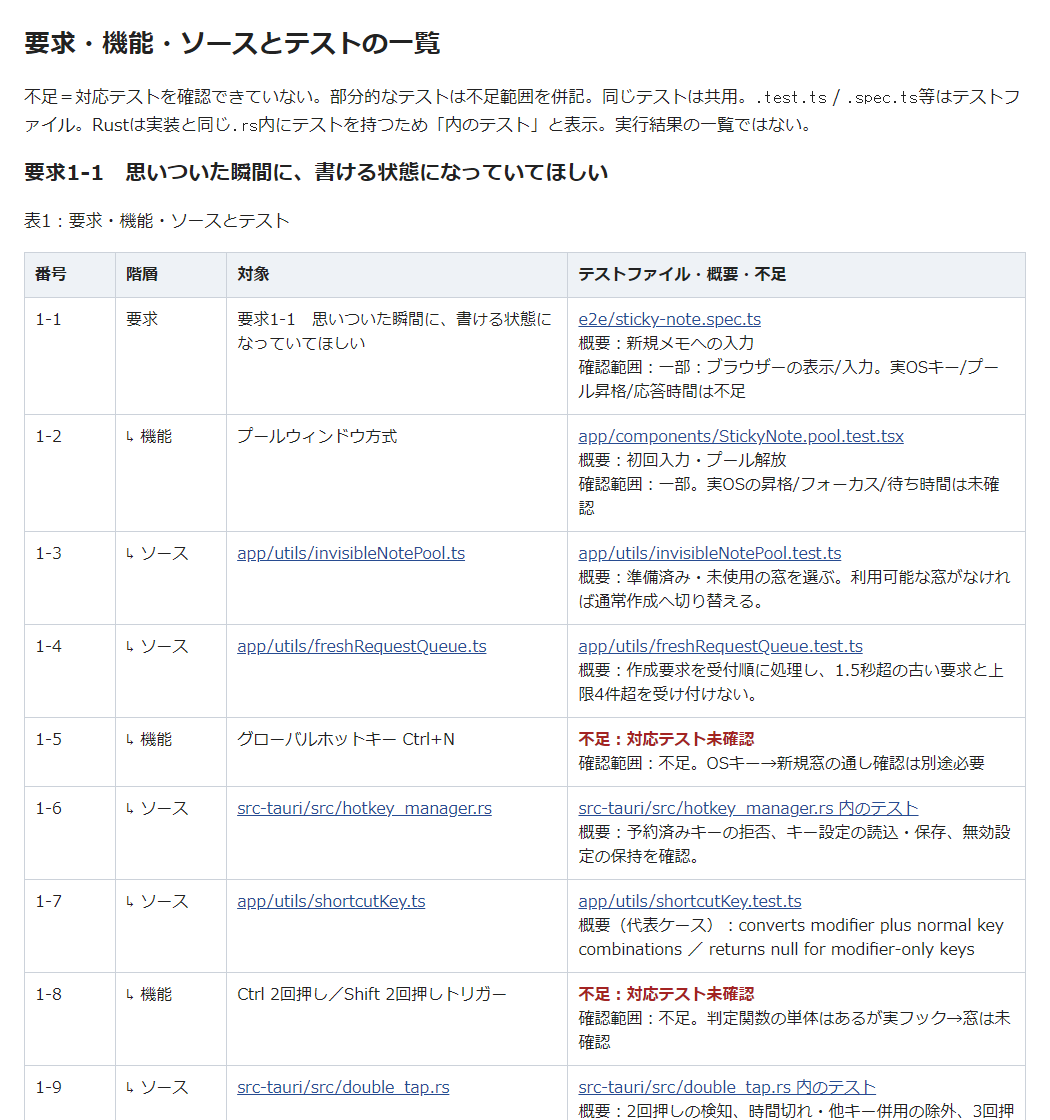 要求・機能・ソースとテストの一覧
不足＝対応テストを確認できていない。部分的なテストは不足範囲を併記。同じテストは共用。.test.ts / .spec.ts等はテストフ
ァイル。Rustは実装と同じ.rs内にテストを持つため「内のテスト」と表示。実行結果の一覧ではない。
要求1-1　思いついた瞬間に、書ける状態になっていてほしい
表1：要求・機能・ソースとテスト
番号 階層 対象 テストファイル・概要・不足
1-1 要求 要求1-1　思いついた瞬間に、書ける状態に e2e/sticky-note.spec.ts
なっていてほしい 概要：新規メモへの入力
確認範囲：一部：ブラウザーの表示/入力。実OSキー/プー
ル昇格/応答時間は不足
1-2 ↳ 機能 プールウィンドウ方式 app/components/StickyNote.pool.test.tsx
概要：初回入力・プール解放
確認範囲：一部。実OSの昇格/フォーカス/待ち時間は未確
認
1-3 ↳ ソース app/utils/invisibleNotePool.ts app/utils/invisibleNotePool.test.ts
概要：準備済み・未使用の窓を選ぶ。利用可能な窓がなけれ
ば通常作成へ切り替える。
1-4 ↳ ソース app/utils/freshRequestQueue.ts app/utils/freshRequestQueue.test.ts
概要：作成要求を受付順に処理し、1.5秒超の古い要求と上
限4件超を受け付けない。
1-5 ↳ 機能 グローバルホットキー Ctrl+N 不足：対応テスト未確認
確認範囲：不足。OSキー→新規窓の通し確認は別途必要
1-6 ↳ ソース src-tauri/src/hotkey_manager.rs src-tauri/src/hotkey_manager.rs 内のテスト
概要：予約済みキーの拒否、キー設定の読込・保存、無効設
定の保持を確認。
1-7 ↳ ソース app/utils/shortcutKey.ts app/utils/shortcutKey.test.ts
概要（代表ケース）：converts modifier plus normal key
combinations ／ returns null for modifier-only keys
1-8 ↳ 機能 Ctrl 2回押し／Shift 2回押しトリガー 不足：対応テスト未確認
確認範囲：不足。判定関数の単体はあるが実フック→窓は未
確認
1-9 ↳ ソース src-tauri/src/double_tap.rs src-tauri/src/double_tap.rs 内のテスト
概要：2回押しの検知、時間切れ・他キー併用の除外、3回押